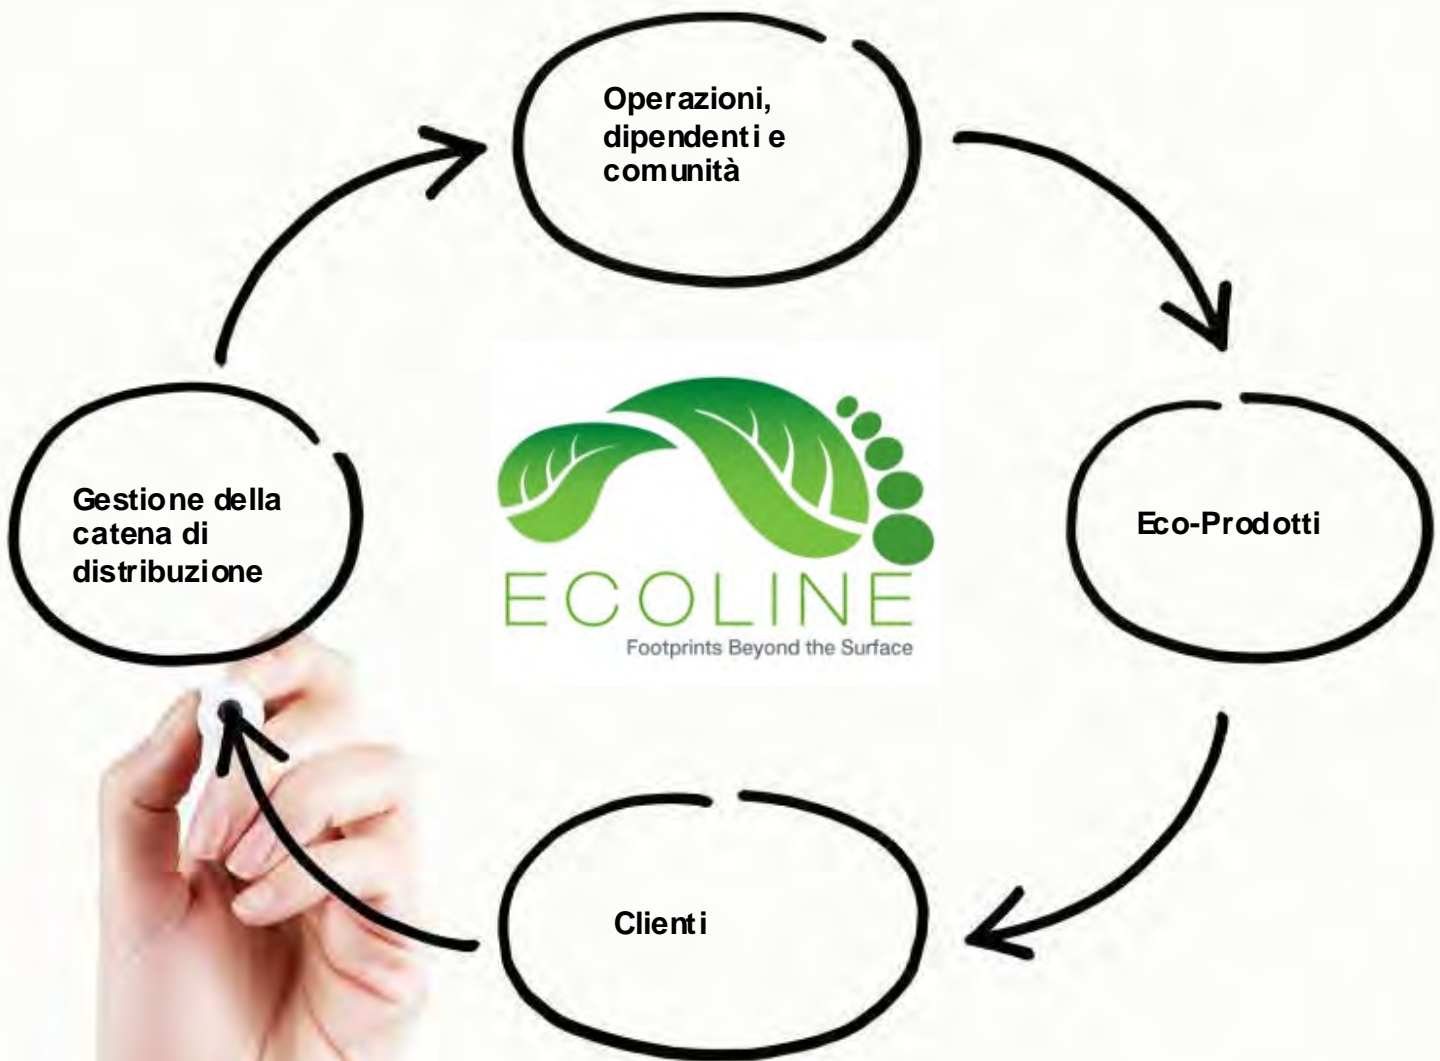 Operazioni,
dipendenti e
comunità
Gestione della
catena di
distribuzione
Eco-Prodotti
ECOLINE
Footprints Beyond the Surface
Clienti